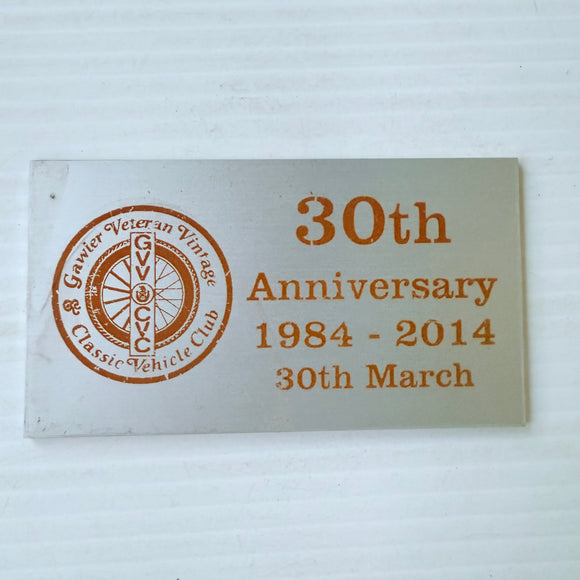 Gawler Veteran Vintage
& Classic Vehicle Club
GVV
&
CVC
30th
Anniversary
1984 - 2014
30th March